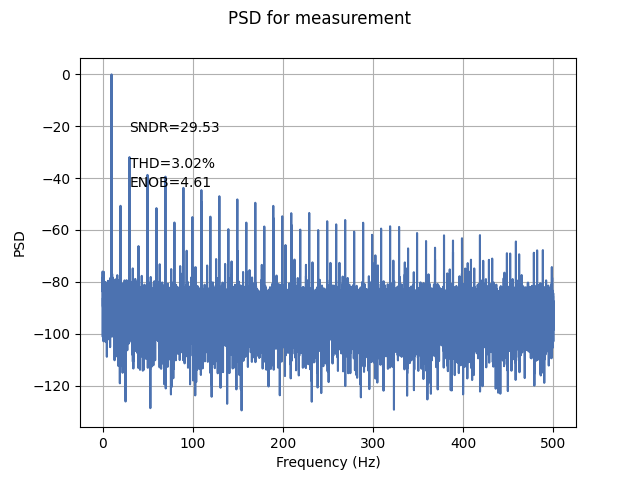 PSD for measurement
0
−20
−40
−60
−80
−100
−120
PSD
SNDR=29.53
THD=3.02%
ENOB=4.61
0 100 200 300 400 500
Frequency (Hz)